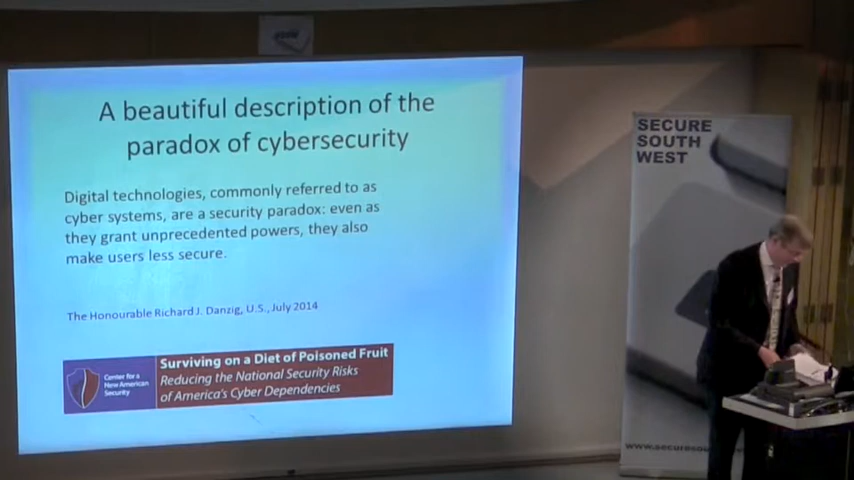 A beautiful description of the
paradox of cybersecurity
Digital technologies, commonly referred to as
cyber systems, are a security paradox: even as
they grant unprecedented powers, they also
make users less secure.
The Honourable Richard J. Danzig, U.S., July 2014
Center for a
New American
Security
Surviving on a Diet of Poisoned Fruit
Reducing the National Security Risks
of America's Cyber Dependencies
SECURE
SOUTH
WEST